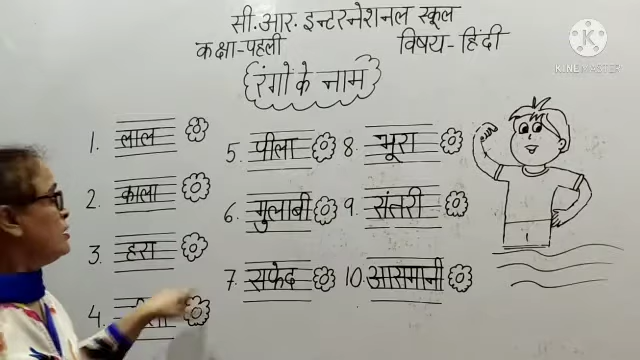 सी.आर. इन्टरनेशनल स्कूल
कक्षा-पहली विषय-हिंदी
रंगों के नाम
1. लाल
2. काला
3. हरा
4.
5. पीला
6. गुलाबी
7. सफेद
8. भूरा
9. संतरी
10. आसमानी
KINEMASTER